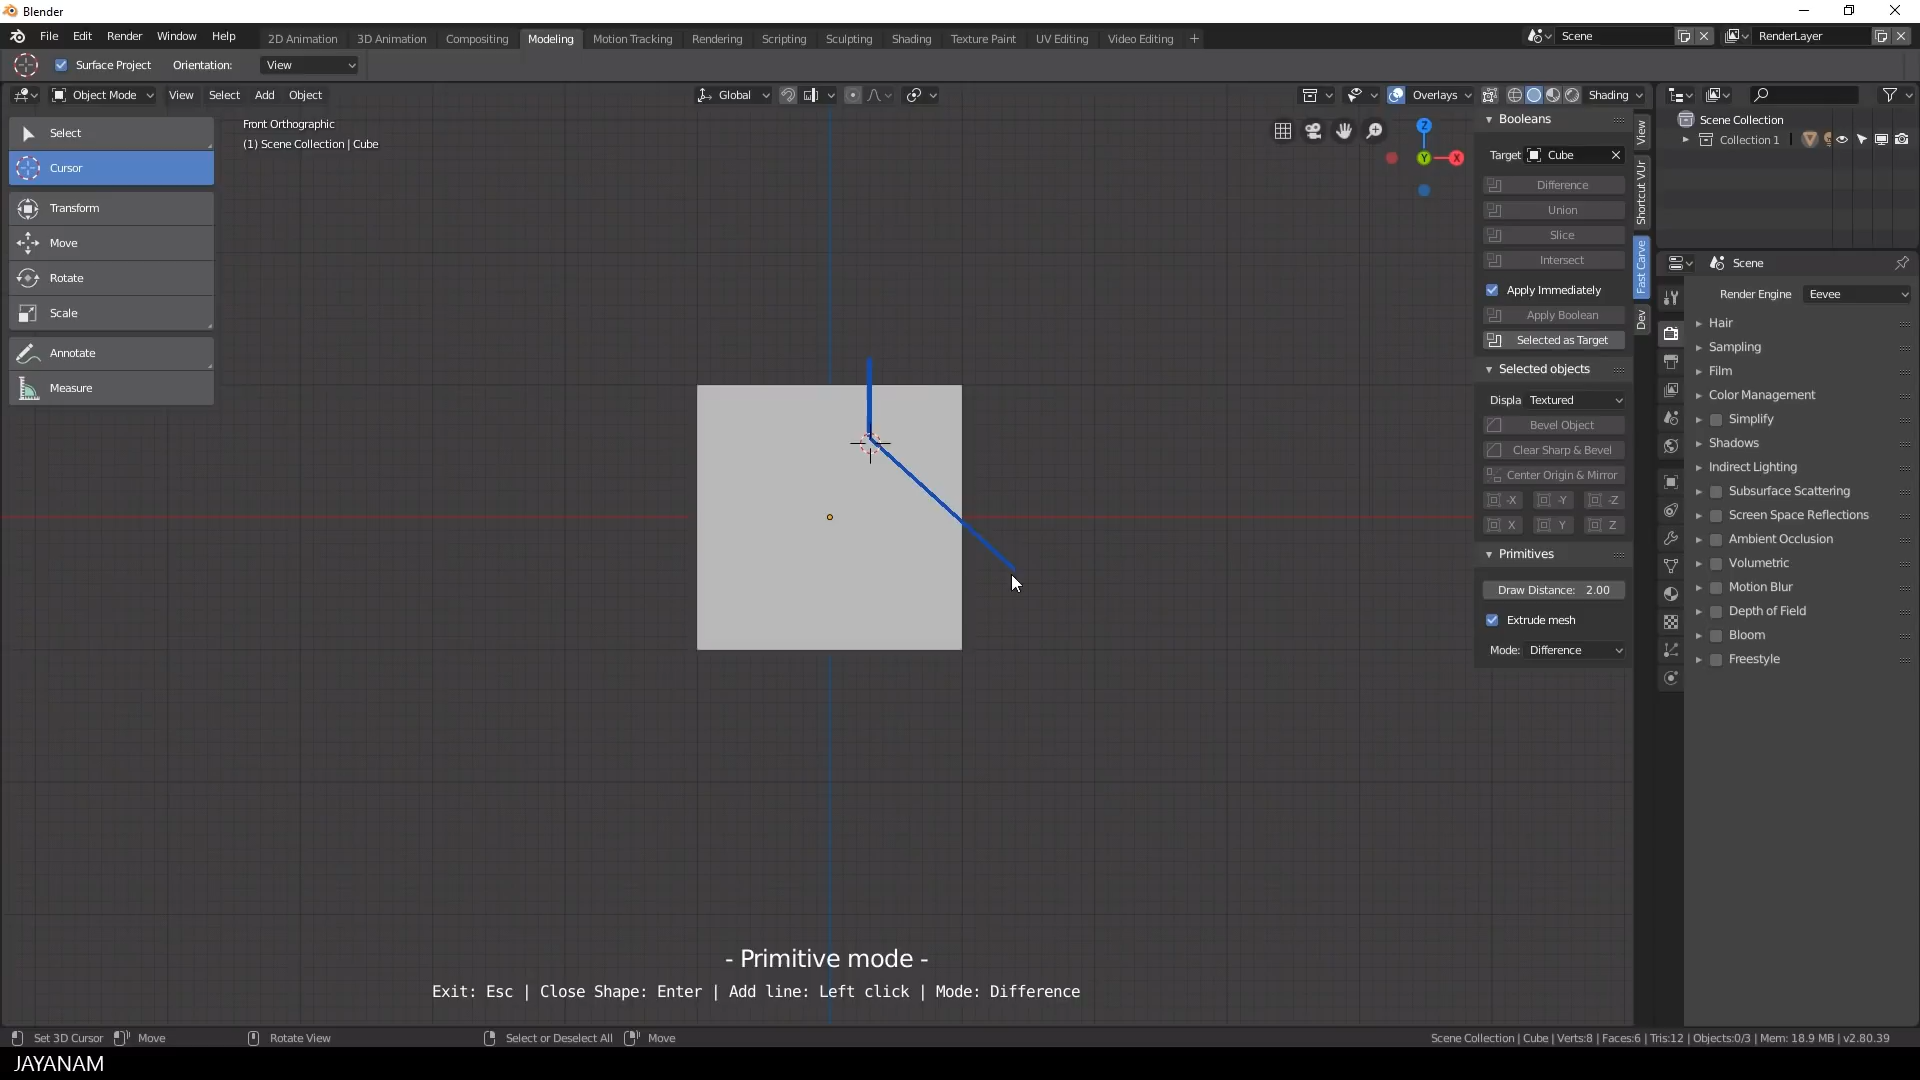 Blender
File Edit Render Window Help 2D Animation 3D Animation Compositing Modeling Motion Tracking Rendering Scripting Sculpting Shading Texture Paint UV Editing Video Editing + Scene RenderLayer
Surface Project Orientation: View
Object Mode View Select Add Object Global Overlays Shading
Select
Cursor
Transform
Move
Rotate
Scale
Annotate
Measure
Front Orthographic
(1) Scene Collection | Cube
Z
Y
X
Booleans
Target Cube
Difference
Union
Slice
Intersect
Apply Immediately
Apply Boolean
Selected as Target
Selected objects
Displa Textured
Bevel Object
Clear Sharp & Bevel
Center Origin & Mirror
-X -Y -Z
X Y Z
Primitives
Draw Distance: 2.00
Extrude mesh
Mode: Difference
View
Shortcut VUr
Fast Carve
Dev
Scene Collection
Collection 1
Scene
Render Engine Eevee
Hair
Sampling
Film
Color Management
Simplify
Shadows
Indirect Lighting
Subsurface Scattering
Screen Space Reflections
Ambient Occlusion
Volumetric
Motion Blur
Depth of Field
Bloom
Freestyle
- Primitive mode -
Exit: Esc | Close Shape: Enter | Add line: Left click | Mode: Difference
Set 3D Cursor Move Rotate View Select or Deselect All Move Scene Collection | Cube | Verts:8 | Faces:6 | Tris:12 | Objects:0/3 | Mem: 18.9 MB | v2.80.39
JAYANAM